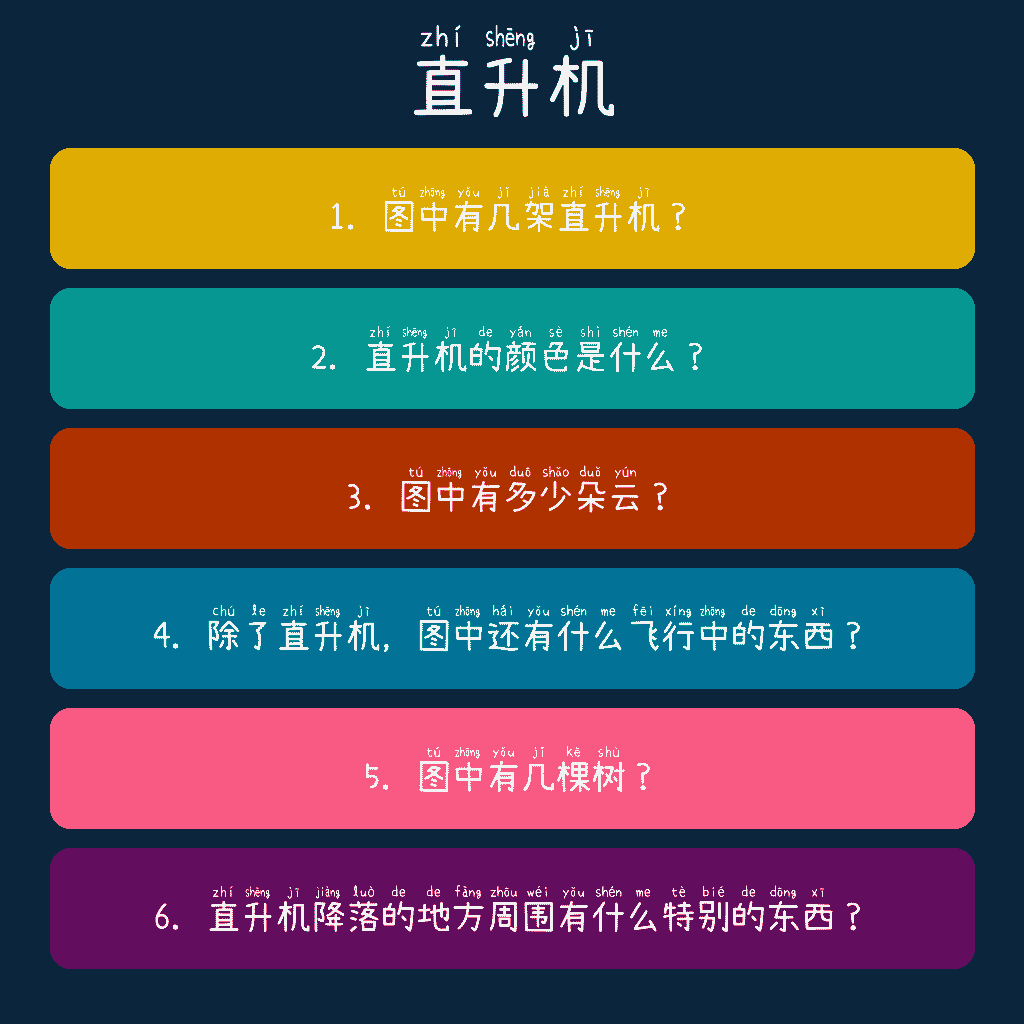 zhí shēng jī
直升机
tú zhōng yǒu jǐ jià zhí shēng jī
1. 图中有几架直升机？
zhí shēng jī de yán sè shì shén me
2. 直升机的颜色是什么？
tú zhōng yǒu duō shǎo duǒ yún
3. 图中有多少朵云？
chú le zhí shēng jī tú zhōng hái yǒu shén me fēi xíng zhōng de dōng xī
4. 除了直升机，图中还有什么飞行中的东西？
tú zhōng yǒu jǐ kē shù
5. 图中有几棵树？
zhí shēng jī jiàng luò de de fàng zhōu wéi yǒu shén me tè bié de dōng xī
6. 直升机降落的地方周围有什么特别的东西？